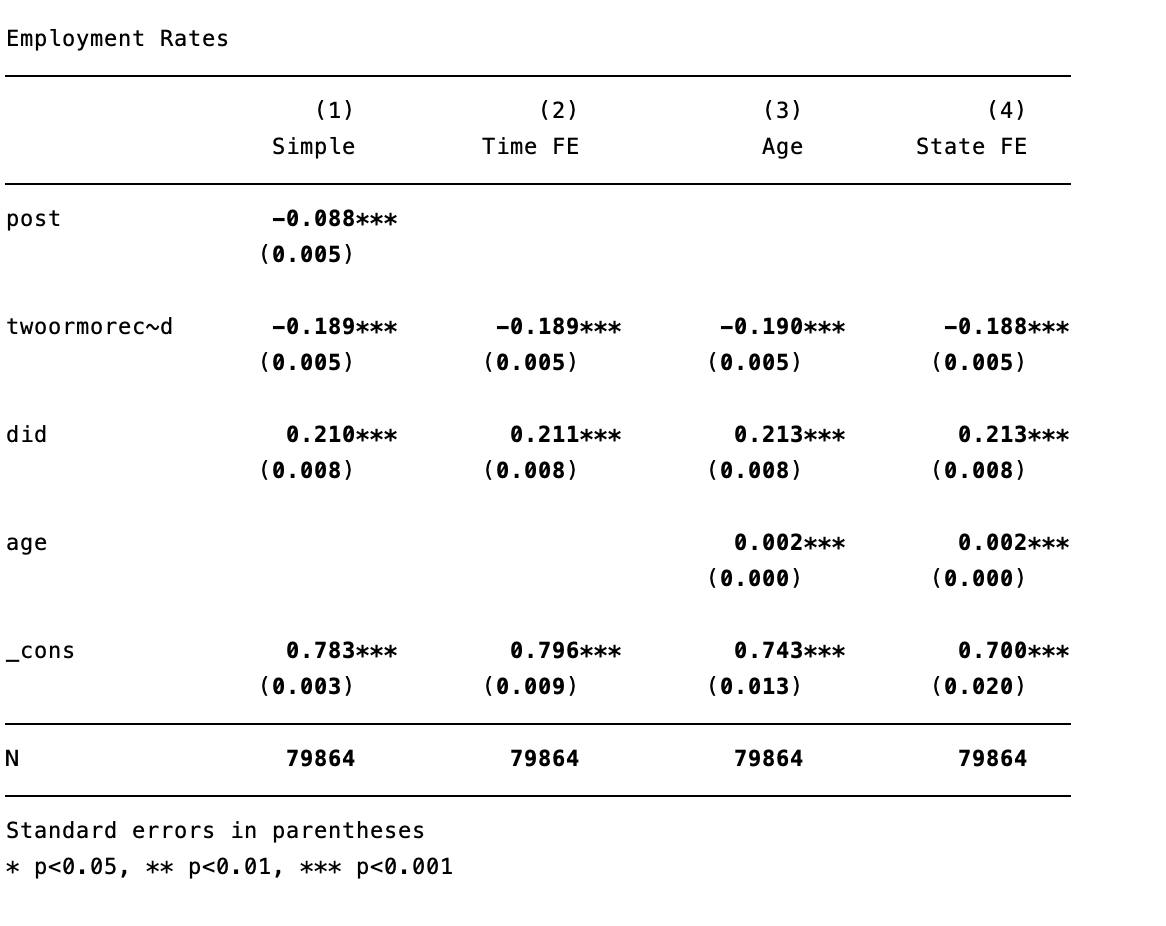 Employment Rates
(1) (2) (3) (4)
Simple Time FE Age State FE
post -0.088***
(0.005)
twoormorec~d -0.189*** -0.189*** -0.190*** -0.188***
(0.005) (0.005) (0.005) (0.005)
did 0.210*** 0.211*** 0.213*** 0.213***
(0.008) (0.008) (0.008) (0.008)
age 0.002*** 0.002***
(0.000) (0.000)
_cons 0.783*** 0.796*** 0.743*** 0.700***
(0.003) (0.009) (0.013) (0.020)
N 79864 79864 79864 79864
Standard errors in parentheses
* p<0.05, ** p<0.01, *** p<0.001